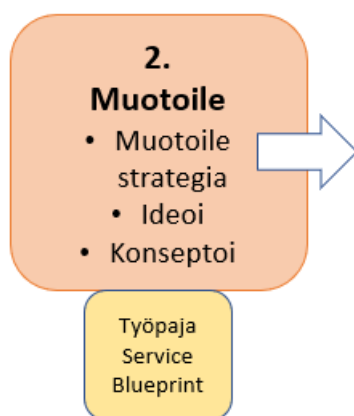 2.
Muotoile
• Muotoile
strategia
• Ideoi
• Konseptoi
Työpaja
Service
Blueprint